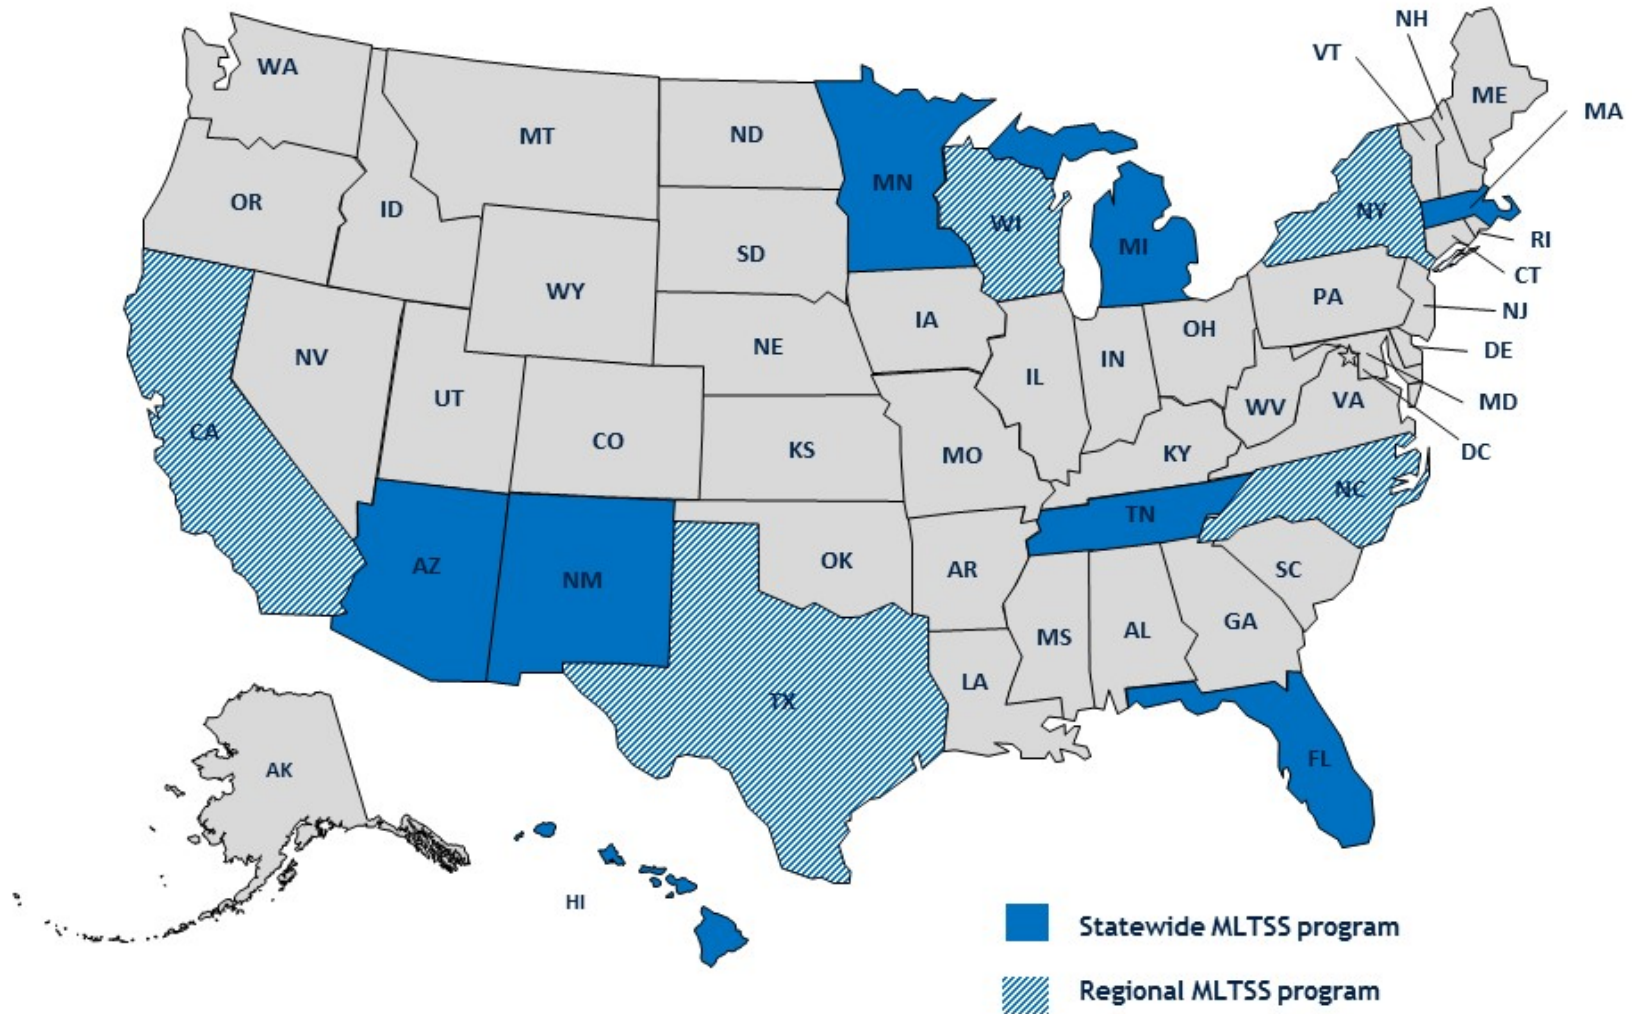 NH
WA
VT
ME
MA
MT
ND
MN
OR
ID
NY
WI
RI
MI
SD
CT
WY
PA
NJ
IA
OH
NE
DE
NV
IN
IL
UT
MD
VA
WV
CA
CO
KS
MO
KY
DC
NC
TN
AZ
OK
AR
SC
NM
GA
AL
MS
LA
TX
FL
AK
HI
Statewide MLTSS program
Regional MLTSS program